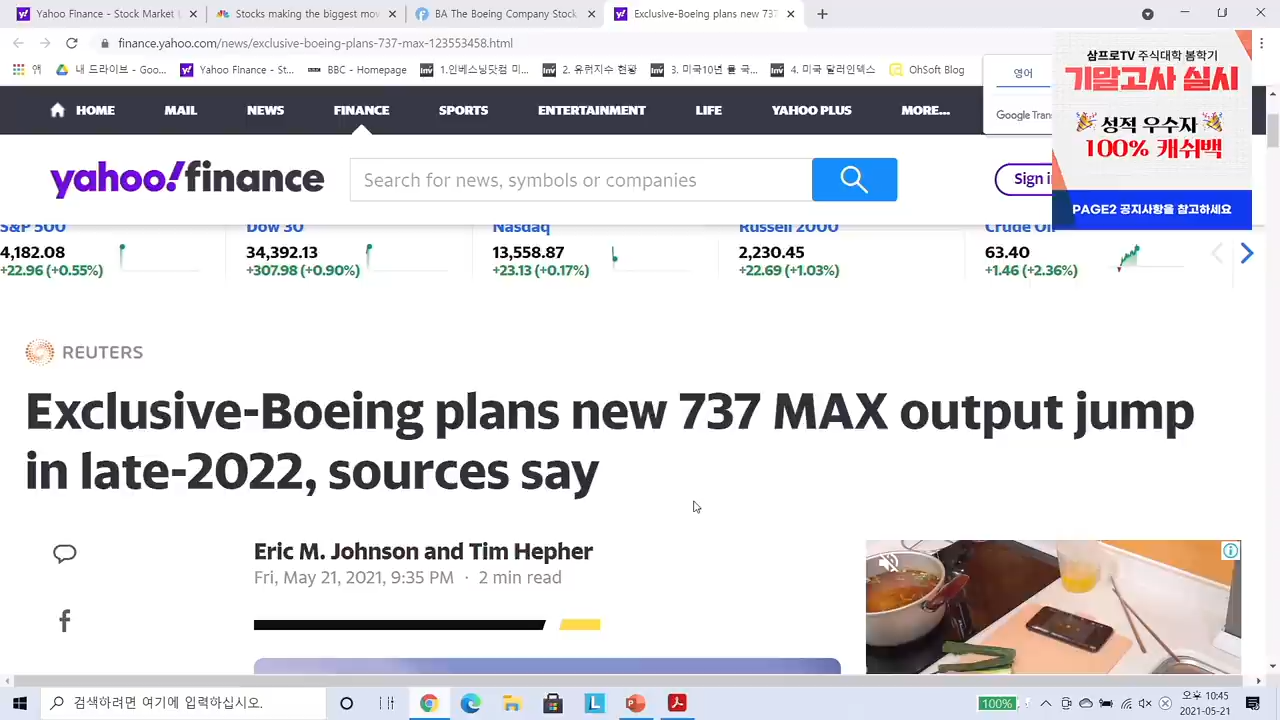 Yahoo Finance - Stock Market L
Stocks making the biggest mov
BA The Boeing Company Stock
Exclusive-Boeing plans new 737
finance.yahoo.com/news/exclusive-boeing-plans-737-max-123553458.html
앱
내 드라이브 - Goo...
Yahoo Finance - St...
BBC - Homepage
1.인베스팅닷컴 미...
2. 유런지수 현황
3. 미국10년 물 국...
4. 미국 달러인덱스
OhSoft Blog
영어
Google Tran
삼프로TV 주식대학 봄학기
기말고사 실시
성적 우수자
100% 캐쉬백
PAGE2 공지사항을 참고하세요
HOME
MAIL
NEWS
FINANCE
SPORTS
ENTERTAINMENT
LIFE
YAHOO PLUS
MORE...
yahoo!finance
Search for news, symbols or companies
Sign i
S&P 500
4,182.08
+22.96 (+0.55%)
Dow 30
34,392.13
+307.98 (+0.90%)
Nasdaq
13,558.87
+23.13 (+0.17%)
Russell 2000
2,230.45
+22.69 (+1.03%)
Crude Oil
63.40
+1.46 (+2.36%)
REUTERS
Exclusive-Boeing plans new 737 MAX output jump
in late-2022, sources say
Eric M. Johnson and Tim Hepher
Fri, May 21, 2021, 9:35 PM · 2 min read
검색하려면 여기에 입력하십시오.
100%
오후 10:45
2021-05-21